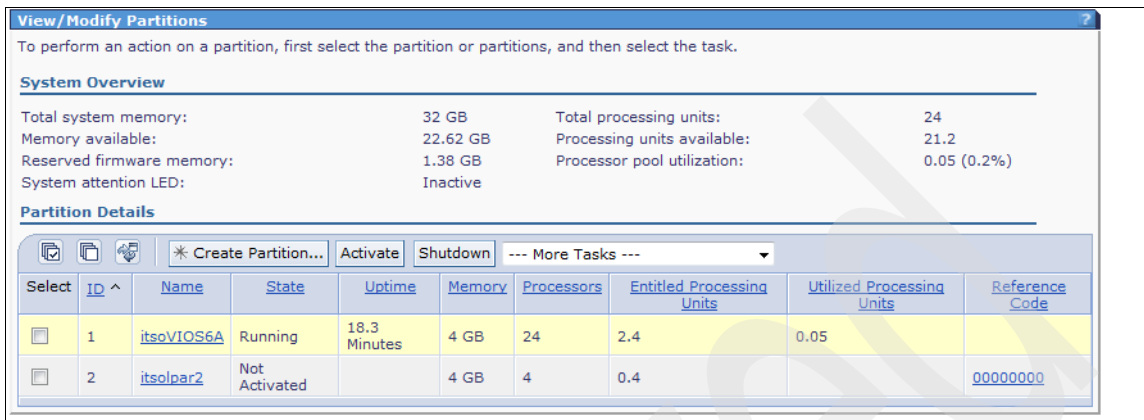 View/Modify Partitions ?
To perform an action on a partition, first select the partition or partitions, and then select the task.
System Overview
Total system memory: 32 GB Total processing units: 24
Memory available: 22.62 GB Processing units available: 21.2
Reserved firmware memory: 1.38 GB Processor pool utilization: 0.05 (0.2%)
System attention LED: Inactive
Partition Details
Create Partition... Activate Shutdown --- More Tasks ---
Select ID ^ Name State Uptime Memory Processors Entitled Processing Units Utilized Processing Units Reference Code
1 itsoVIOS6A Running 18.3 Minutes 4 GB 24 2.4 0.05
2 itsolpar2 Not Activated 4 GB 4 0.4 00000000